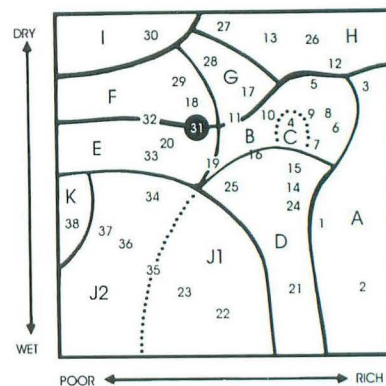 DRY
I 30 27 13 26 H
28 12
F 29 G 5 3
18 17 10 9 8
32 31 11 4 6
E 20 B C 7
33 19 16 15
K 34 25 14
24 A
38 37 1
36 D
35 J1
J2 23 21 2
22
WET
POOR RICH